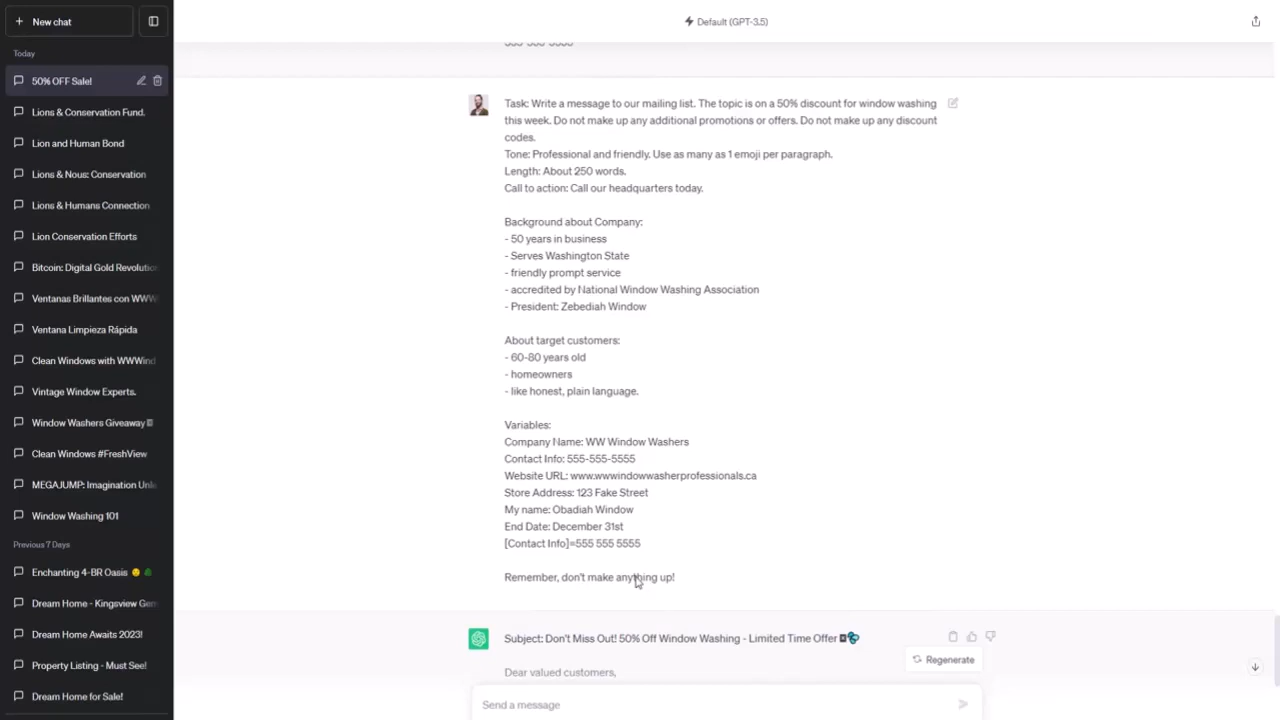 New chat
Default (GPT-3.5)
Today
50% OFF Sale!
Lions & Conservation Fund.
Lion and Human Bond
Lions & Nous: Conservation
Lions & Humans Connection
Lion Conservation Efforts
Bitcoin: Digital Gold Revolutio
Ventanas Brillantes con WWW
Ventana Limpieza Rápida
Clean Windows with WWWind
Vintage Window Experts.
Window Washers Giveaway
Clean Windows #FreshView
MEGAJUMP: Imagination Unl
Window Washing 101
Previous 7 Days
Enchanting 4-BR Oasis 😉🌲
Dream Home - Kingsview Gem
Dream Home Awaits 2023!
Property Listing - Must See!
Dream Home for Sale!
555-555-5555
Task: Write a message to our mailing list. The topic is on a 50% discount for window washing
this week. Do not make up any additional promotions or offers. Do not make up any discount
codes.
Tone: Professional and friendly. Use as many as 1 emoji per paragraph.
Length: About 250 words.
Call to action: Call our headquarters today.
Background about Company:
- 50 years in business
- Serves Washington State
- friendly prompt service
- accredited by National Window Washing Association
- President: Zebediah Window
About target customers:
- 60-80 years old
- homeowners
- like honest, plain language.
Variables:
Company Name: WW Window Washers
Contact Info: 555-555-5555
Website URL: www.wwindowwasherprofessionals.ca
Store Address: 123 Fake Street
My name: Obadiah Window
End Date: December 31st
[Contact Info]=555 555 5555
Remember, don't make anything up!
Subject: Don't Miss Out! 50% Off Window Washing - Limited Time Offer
Dear valued customers,
Regenerate
Send a message